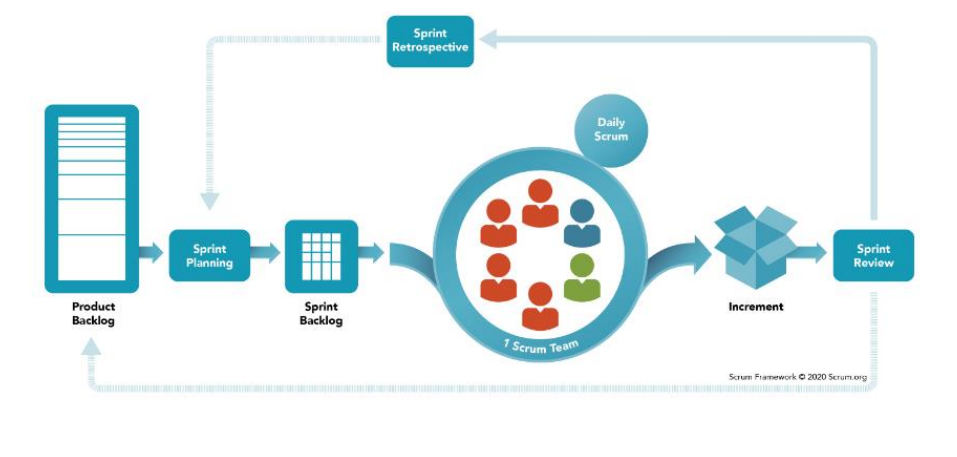 Sprint
Retrospective
Daily
Scrum
Sprint
Planning
Sprint
Review
Product
Backlog
Sprint
Backlog
Increment
1 Scrum Team
Scrum Framework © 2020 Scrum.org